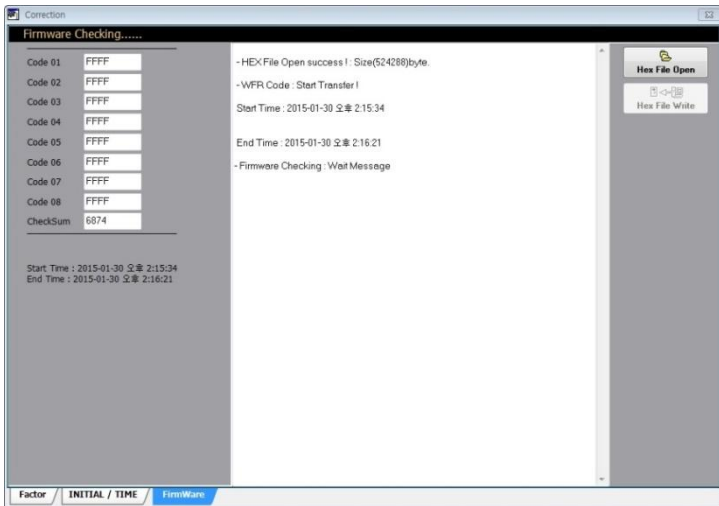 Correction
Firmware Checking......
Code 01 FFFF
Code 02 FFFF
Code 03 FFFF
Code 04 FFFF
Code 05 FFFF
Code 06 FFFF
Code 07 FFFF
Code 08 FFFF
CheckSum 6874
Start Time : 2015-01-30 오후 2:15:34
End Time : 2015-01-30 오후 2:16:21
- HEX File Open success ! : Size(524288)byte.
- WFR Code : Start Transfer !
Start Time : 2015-01-30 오후 2:15:34
End Time : 2015-01-30 오후 2:16:21
- Firmware Checking : Wait Message
Hex File Open
Hex File Write
Factor INITIAL / TIME FirmWare